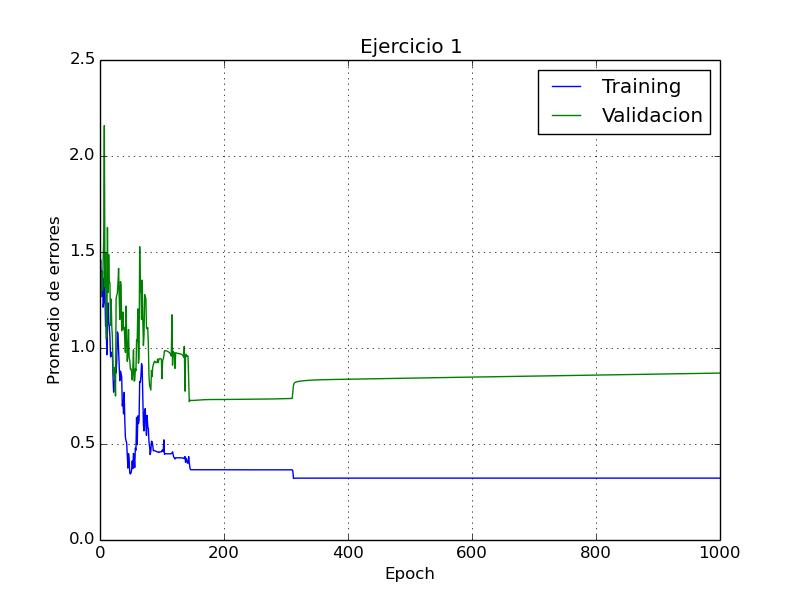 Ejercicio 1
2.5
2.0
1.5
1.0
0.5
0.0
Promedio de errores
Training
Validacion
0 200 400 600 800 1000
Epoch